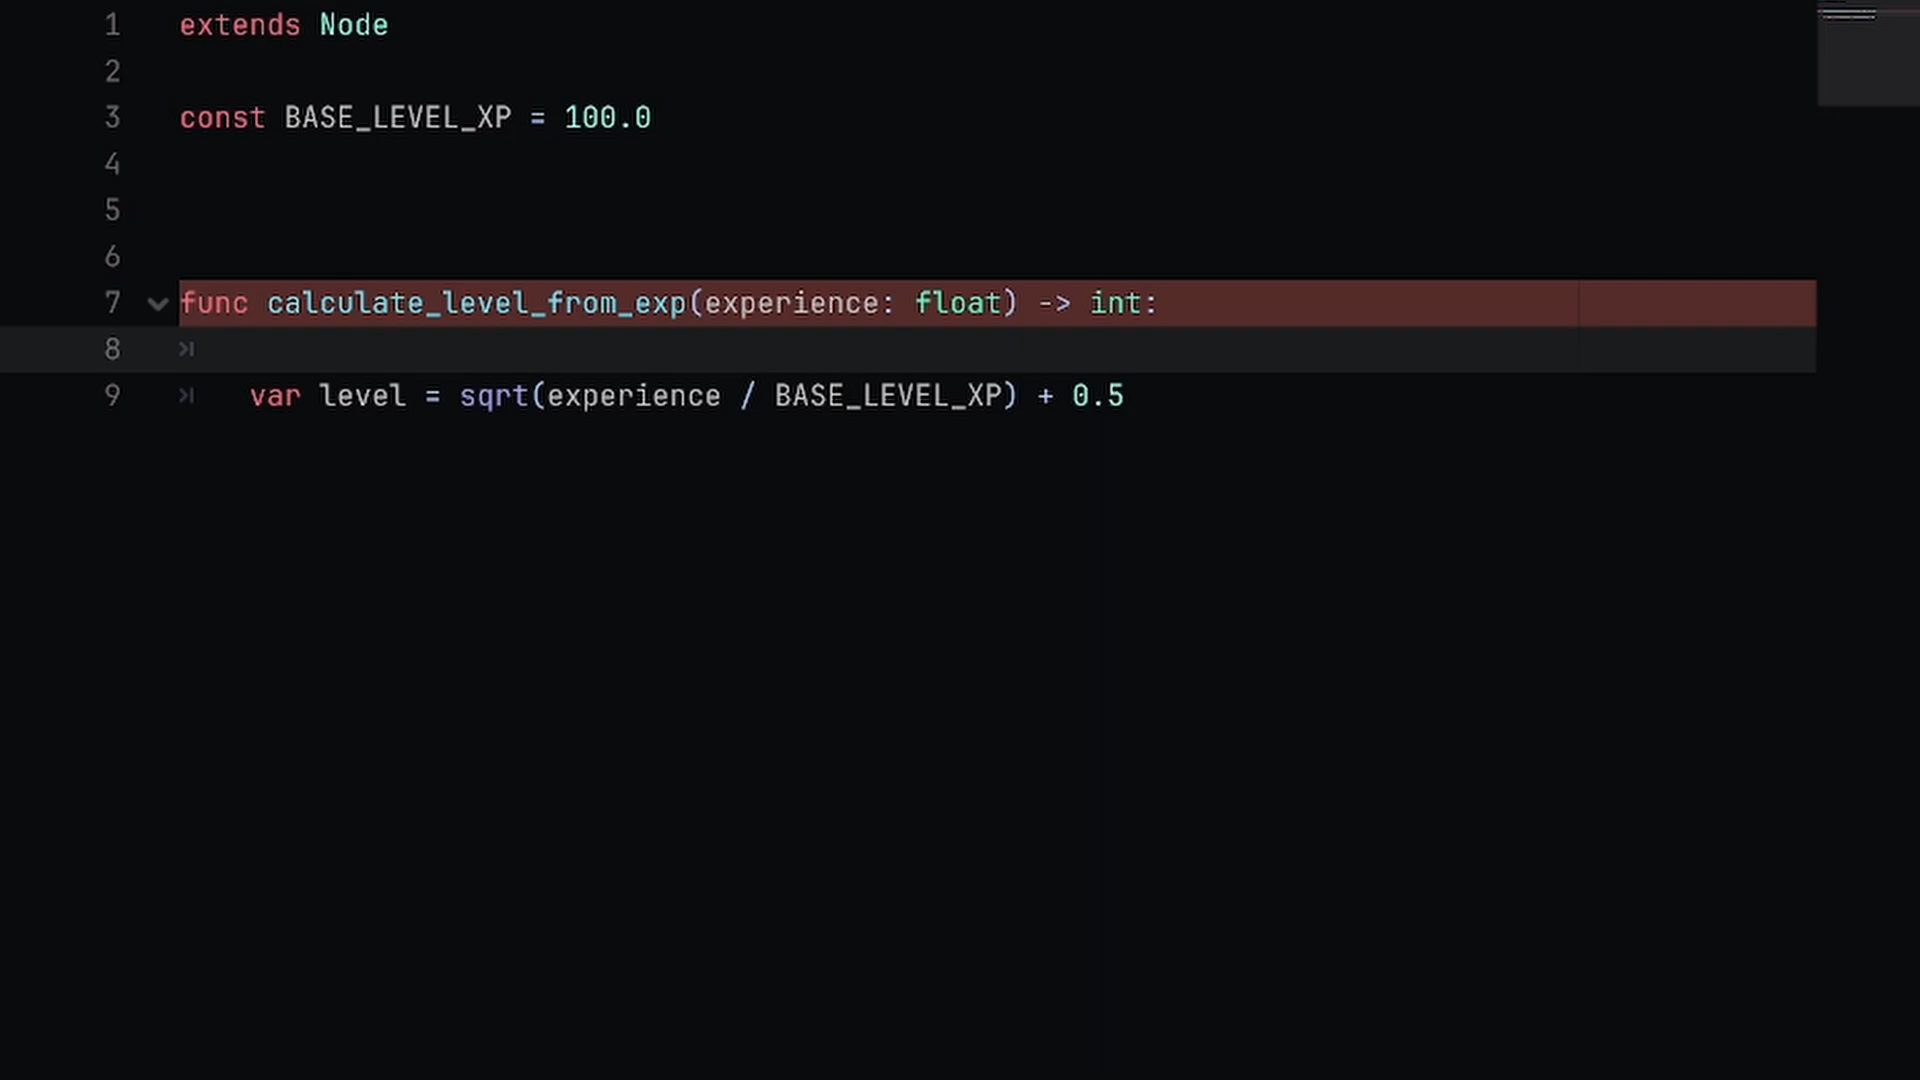 1 extends Node
2
3 const BASE_LEVEL_XP = 100.0
4
5
6
7 func calculate_level_from_exp(experience: float) -> int:
8
9 var level = sqrt(experience / BASE_LEVEL_XP) + 0.5